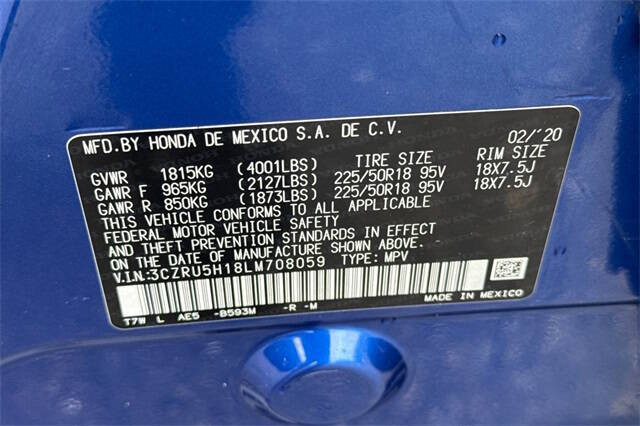 MFD.BY HONDA DE MEXICO S.A. DE C.V. 02/'20
TIRE SIZE RIM SIZE
GVWR 1815KG (4001LBS)
GAWR F 965KG (2127LBS) 225/50R18 95V 18X7.5J
GAWR R 850KG (1873LBS) 225/50R18 95V 18X7.5J
THIS VEHICLE CONFORMS TO ALL APPLICABLE
FEDERAL MOTOR VEHICLE SAFETY
AND THEFT PREVENTION STANDARDS IN EFFECT
ON THE DATE OF MANUFACTURE SHOWN ABOVE.
V.I.N:3CZRU5H18LM708059 TYPE: MPV
MADE IN MEXICO
T7W L AE5 -B593M -R -M